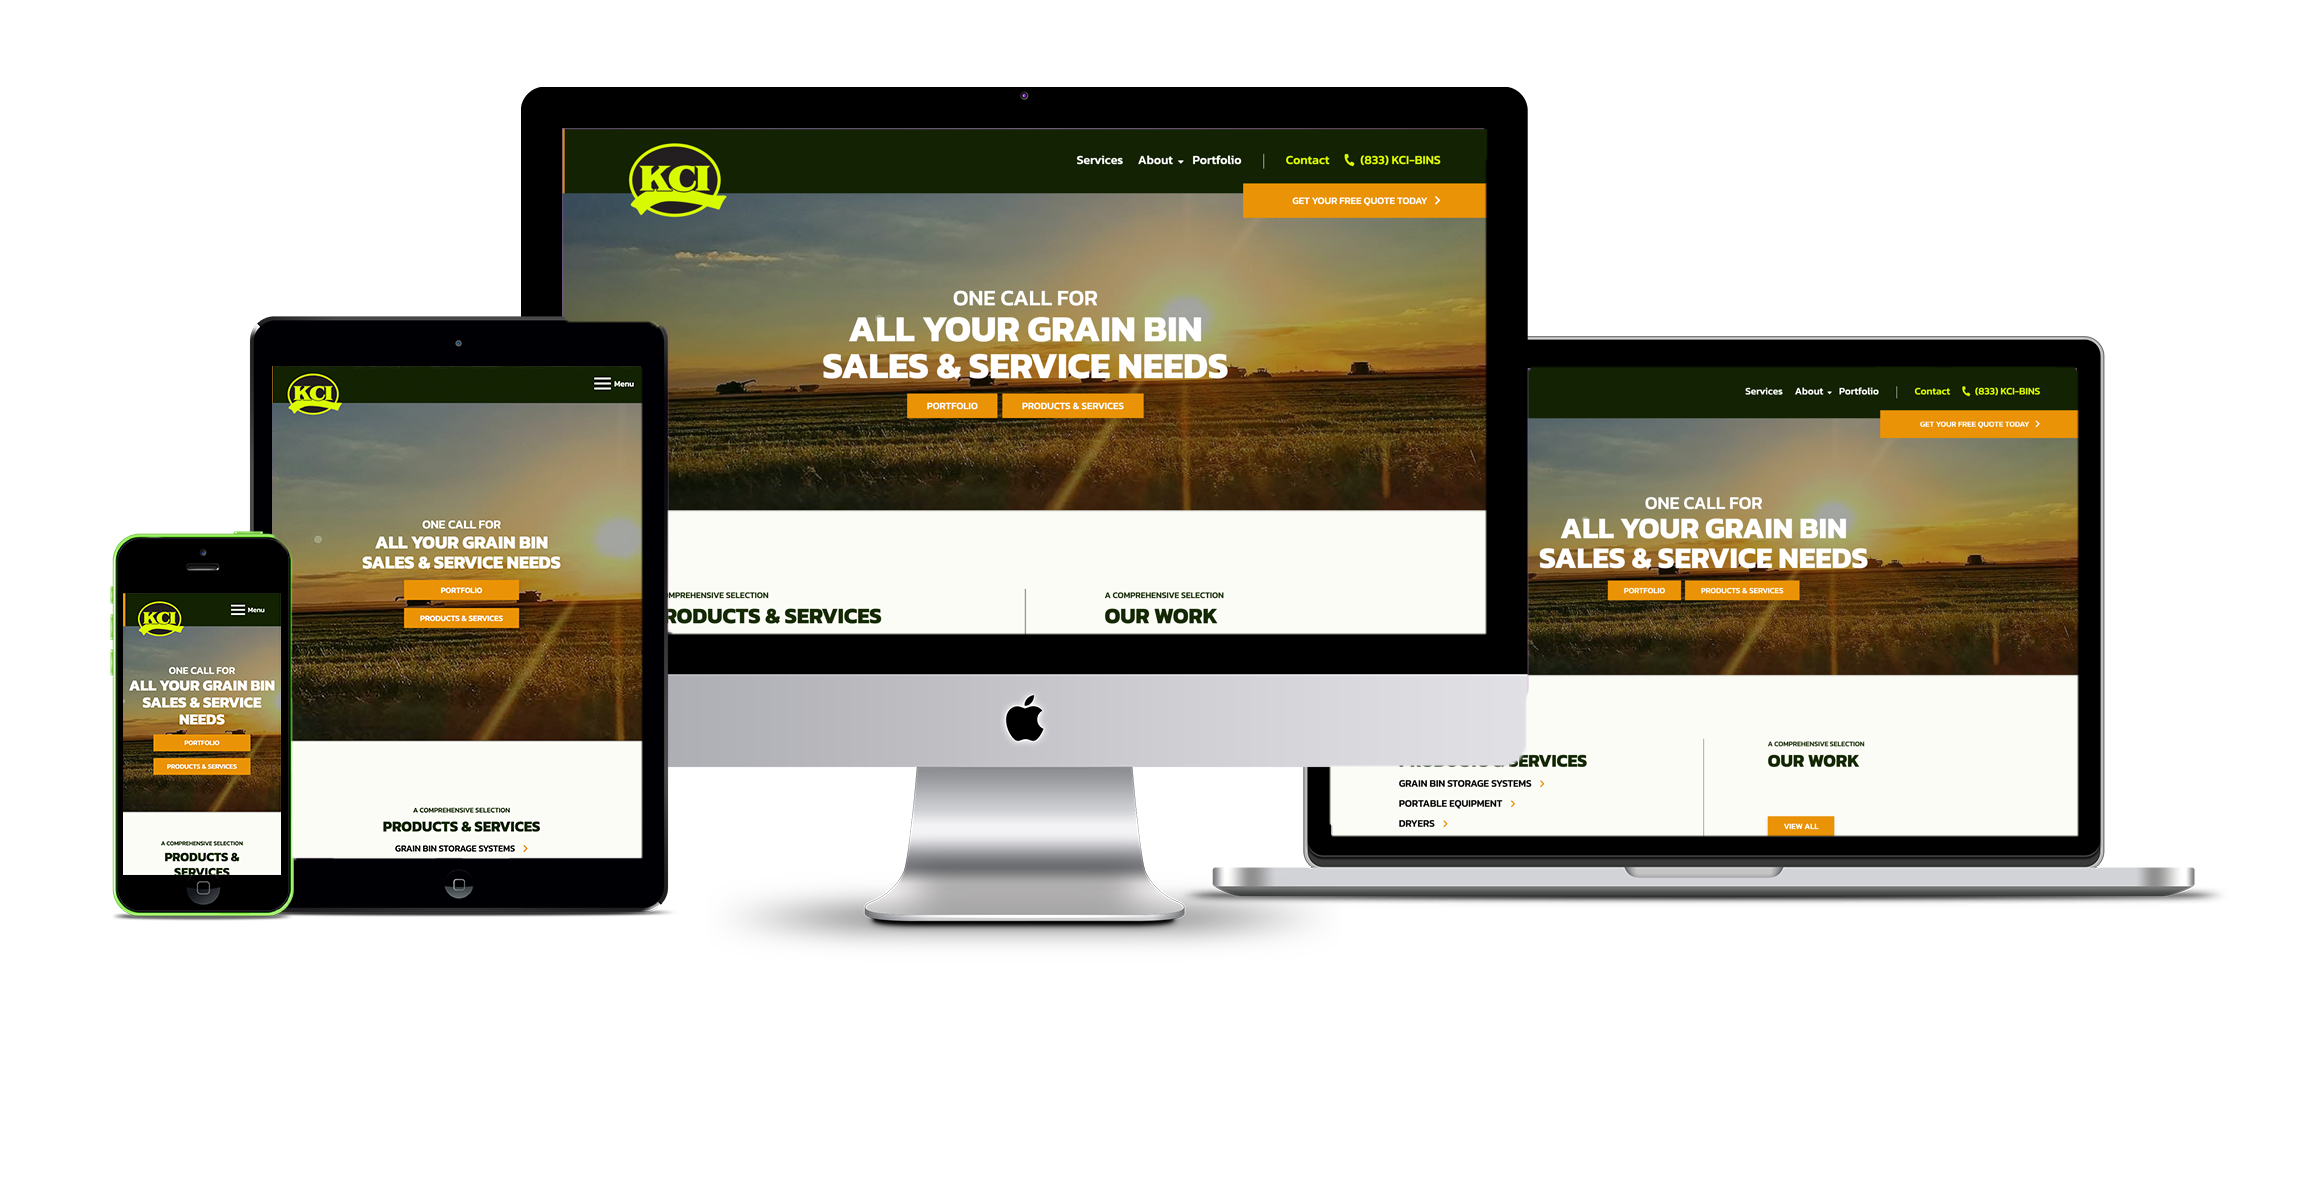 KCI
Services About Portfolio Contact (833) KCI-BINS
GET YOUR FREE QUOTE TODAY
ONE CALL FOR
ALL YOUR GRAIN BIN
SALES & SERVICE NEEDS
PORTFOLIO PRODUCTS & SERVICES
MPREHENSIVE SELECTION
RODUCTS & SERVICES
A COMPREHENSIVE SELECTION
OUR WORK
KCI
Menu
ONE CALL FOR
ALL YOUR GRAIN BIN
SALES & SERVICE NEEDS
PORTFOLIO
PRODUCTS & SERVICES
A COMPREHENSIVE SELECTION
PRODUCTS & SERVICES
GRAIN BIN STORAGE SYSTEMS
KCI
Menu
ONE CALL FOR
ALL YOUR GRAIN BIN
SALES & SERVICE
NEEDS
PORTFOLIO
PRODUCTS & SERVICES
A COMPREHENSIVE SELECTION
PRODUCTS &
SERVICES
Services About Portfolio Contact (833) KCI-BINS
GET YOUR FREE QUOTE TODAY
ONE CALL FOR
ALL YOUR GRAIN BIN
SALES & SERVICE NEEDS
PORTFOLIO PRODUCTS & SERVICES
PRODUCTS & SERVICES
GRAIN BIN STORAGE SYSTEMS
PORTABLE EQUIPMENT
DRYERS
A COMPREHENSIVE SELECTION
OUR WORK
VIEW ALL